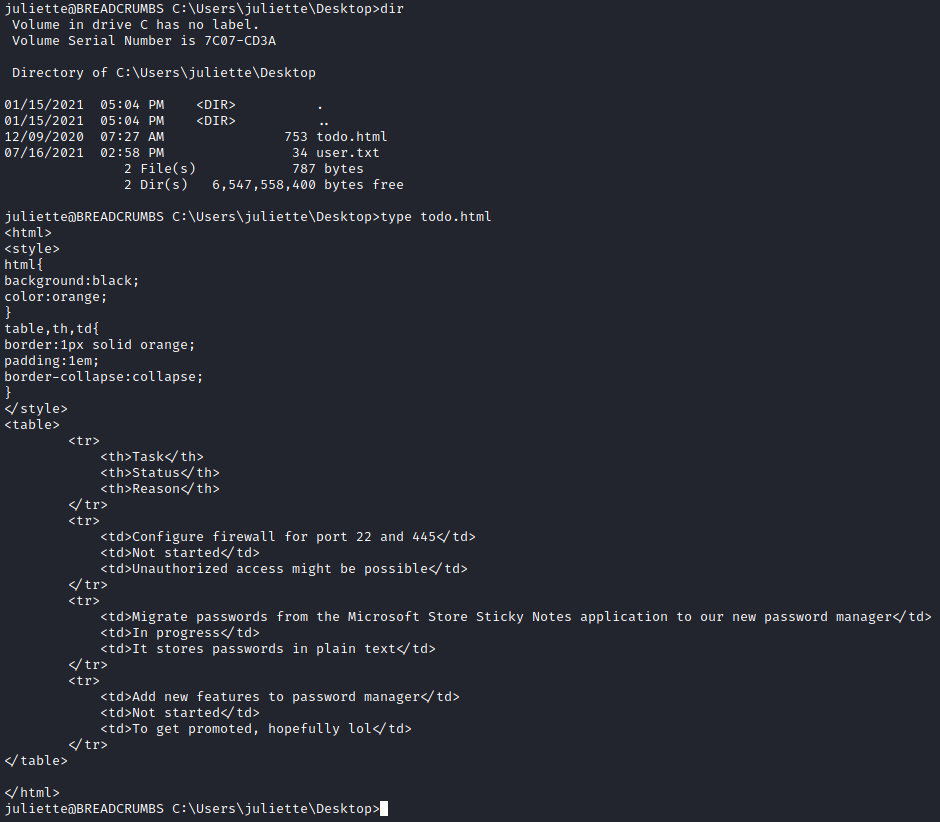 juliette@BREADCRUMBS C:\Users\juliette\Desktop>dir
 Volume in drive C has no label.
 Volume Serial Number is 7C07-CD3A

 Directory of C:\Users\juliette\Desktop

01/15/2021  05:04 PM    <DIR>          .
01/15/2021  05:04 PM    <DIR>          ..
12/09/2020  07:27 AM               753 todo.html
07/16/2021  02:58 PM                34 user.txt
               2 File(s)            787 bytes
               2 Dir(s)   6,547,558,400 bytes free

juliette@BREADCRUMBS C:\Users\juliette\Desktop>type todo.html
<html>
<style>
html{
background:black;
color:orange;
}
table,th,td{
border:1px solid orange;
padding:1em;
border-collapse:collapse;
}
</style>
<table>
        <tr>
            <th>Task</th>
            <th>Status</th>
            <th>Reason</th>
        </tr>
        <tr>
            <td>Configure firewall for port 22 and 445</td>
            <td>Not started</td>
            <td>Unauthorized access might be possible</td>
        </tr>
        <tr>
            <td>Migrate passwords from the Microsoft Store Sticky Notes application to our new password manager</td>
            <td>In progress</td>
            <td>It stores passwords in plain text</td>
        </tr>
        <tr>
            <td>Add new features to password manager</td>
            <td>Not started</td>
            <td>To get promoted, hopefully lol</td>
        </tr>
</table>

</html>
juliette@BREADCRUMBS C:\Users\juliette\Desktop>